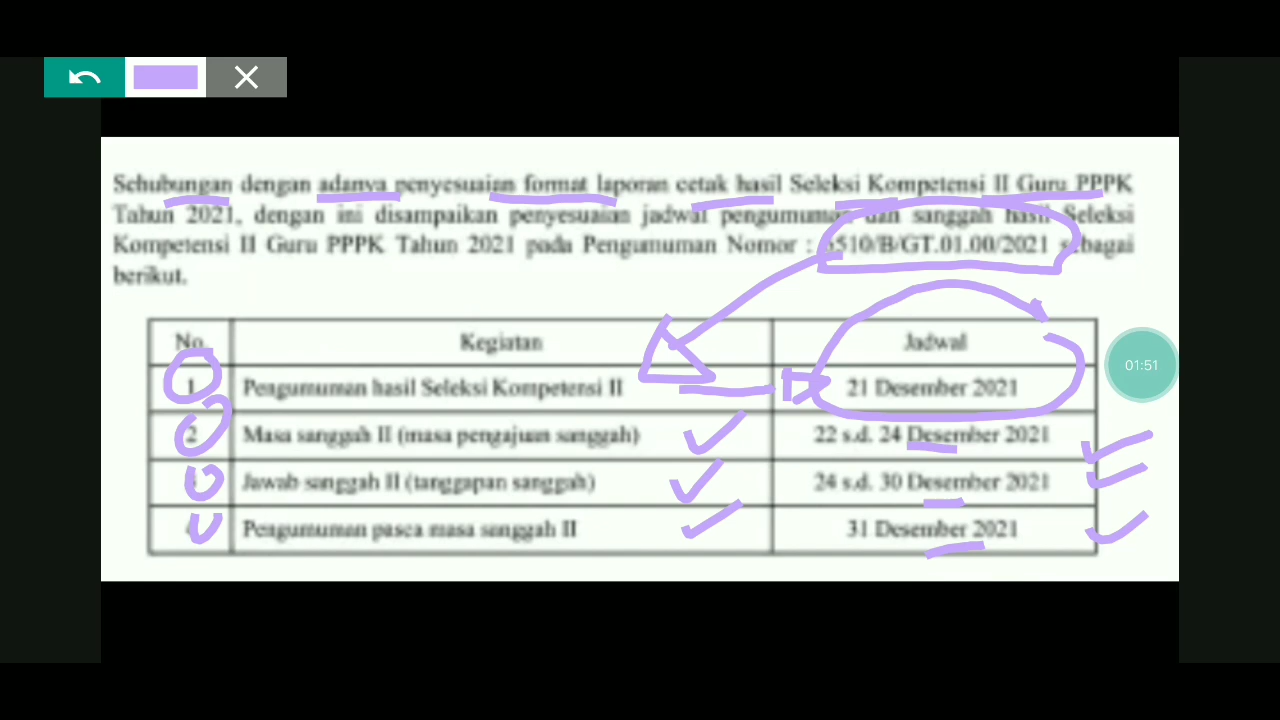 Sehubungan dengan adanya penyesuaian format laporan cetak hasil Seleksi Kompetensi II Guru PPPK
Tahun 2021, dengan ini disampaikan penyesuaian jadwal pengumuman dan sanggah hasil Seleksi
Kompetensi II Guru PPPK Tahun 2021 pada Pengumuman Nomor : 6510/B/GT.01.00/2021 sebagai
berikut.
No. Kegiatan Jadwal
1 Pengumuman hasil Seleksi Kompetensi II 21 Desember 2021
2 Masa sanggah II (masa pengajuan sanggah) 22 s.d. 24 Desember 2021
Jawab sanggah II (tanggapan sanggah) 24 s.d. 30 Desember 2021
4 Pengumuman pasca masa sanggah II 31 Desember 2021
01:51